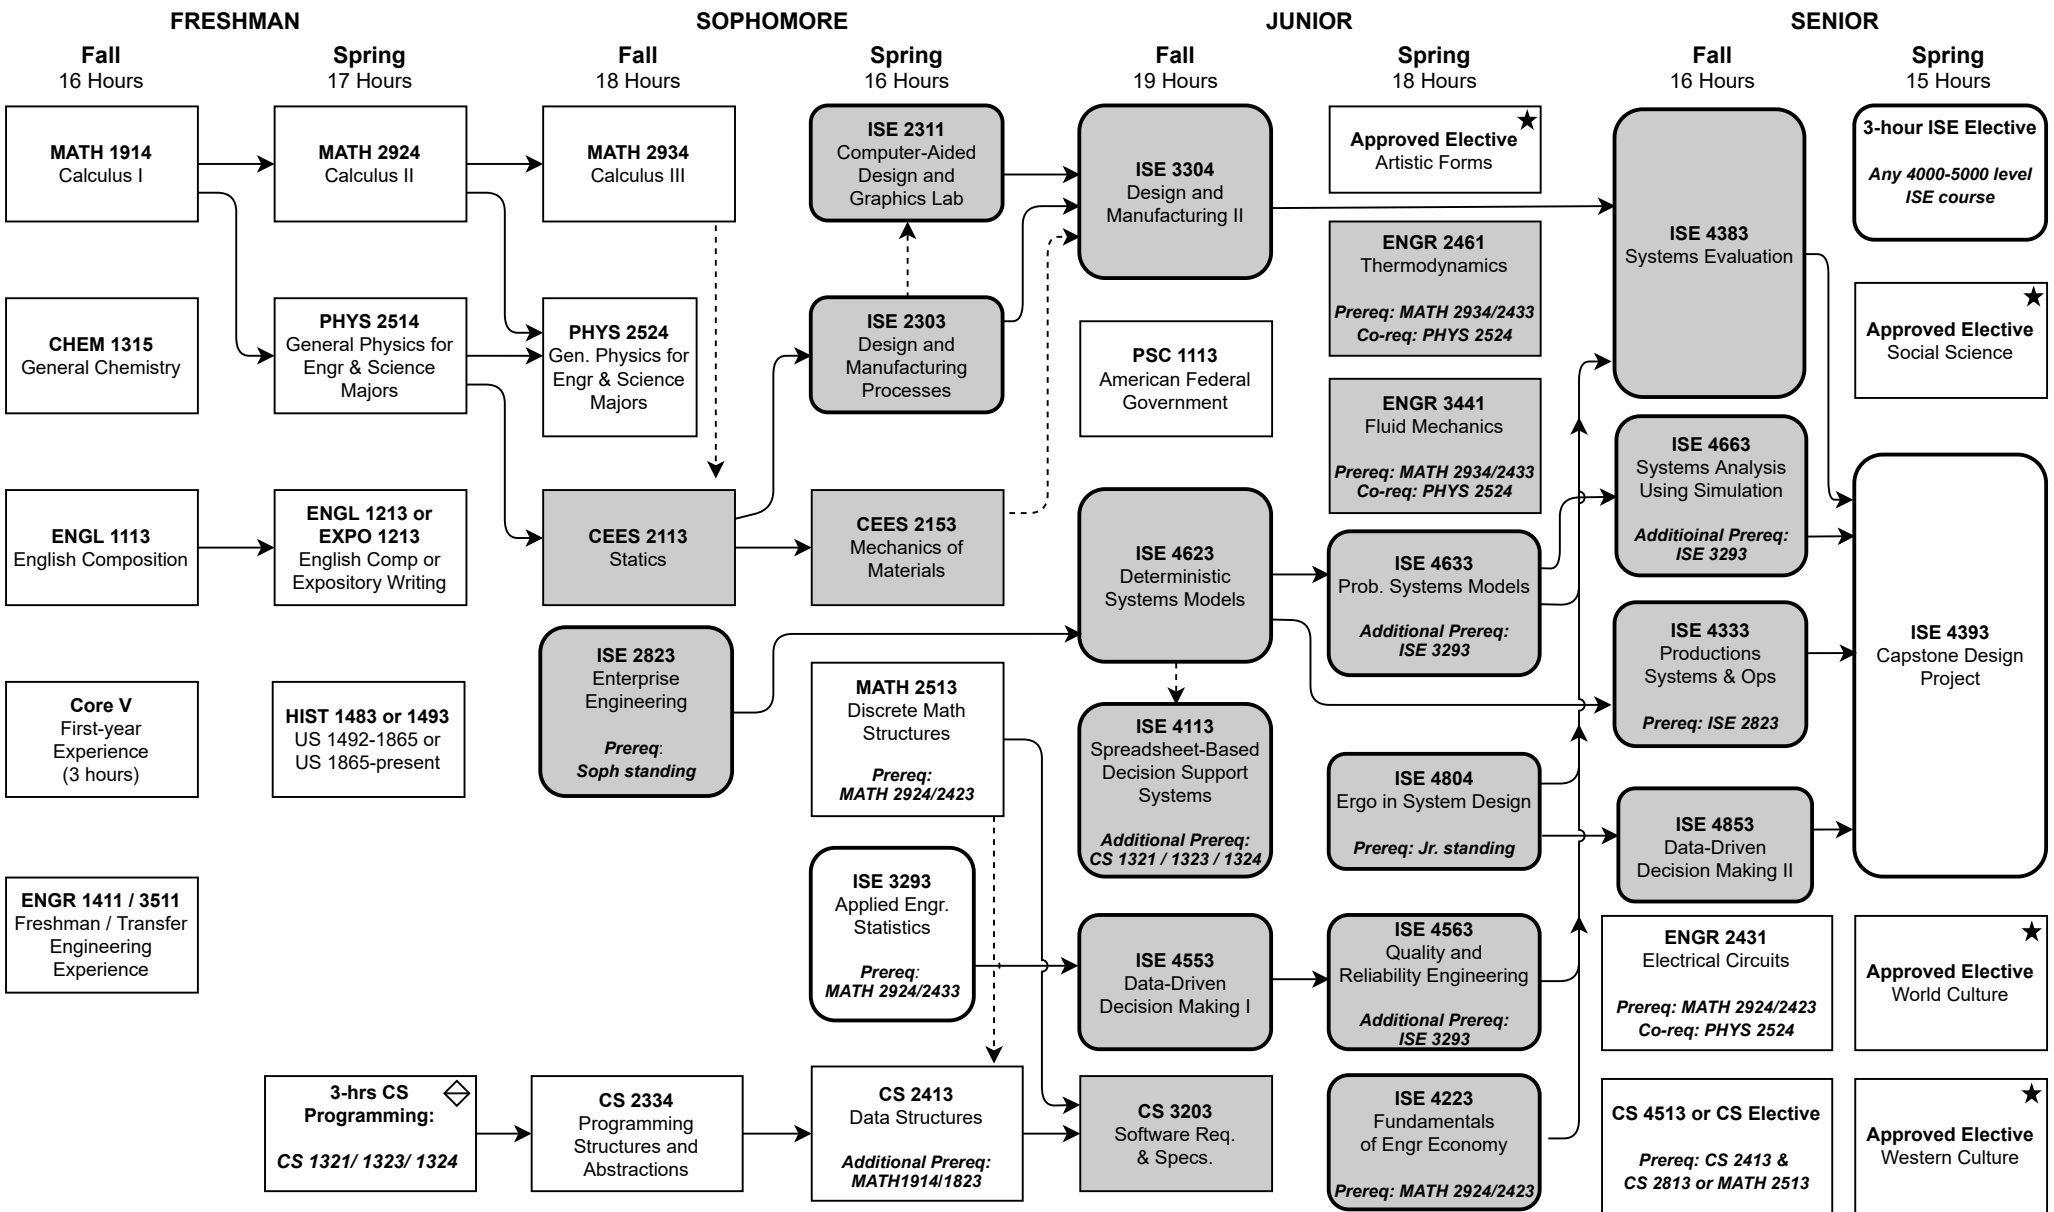 FRESHMAN
SOPHOMORE
JUNIOR
SENIOR
Fall
16 Hours
Spring
17 Hours
Fall
18 Hours
Spring
16 Hours
Fall
19 Hours
Spring
18 Hours
Fall
16 Hours
Spring
15 Hours
MATH 1914
Calculus I
CHEM 1315
General Chemistry
ENGL 1113
English Composition
Core V
First-year
Experience
(3 hours)
ENGR 1411 / 3511
Freshman / Transfer
Engineering
Experience
MATH 2924
Calculus II
PHYS 2514
General Physics for
Engr & Science
Majors
ENGL 1213 or
EXPO 1213
English Comp or
Expository Writing
HIST 1483 or 1493
US 1492-1865 or
US 1865-present
3-hrs CS
Programming:
CS 1321/ 1323/ 1324
MATH 2934
Calculus III
PHYS 2524
Gen. Physics for
Engr & Science
Majors
CEES 2113
Statics
ISE 2823
Enterprise
Engineering
Prereq:
Soph standing
CS 2334
Programming
Structures and
Abstractions
ISE 2311
Computer-Aided
Design and
Graphics Lab
ISE 2303
Design and
Manufacturing
Processes
CEES 2153
Mechanics of
Materials
MATH 2513
Discrete Math
Structures
Prereq:
MATH 2924/2423
ISE 3293
Applied Engr.
Statistics
Prereq:
MATH 2924/2433
CS 2413
Data Structures
Additional Prereq:
MATH1914/1823
ISE 3304
Design and
Manufacturing II
PSC 1113
American Federal
Government
ISE 4623
Deterministic
Systems Models
ISE 4113
Spreadsheet-Based
Decision Support
Systems
Additional Prereq:
CS 1321 / 1323 / 1324
ISE 4553
Data-Driven
Decision Making I
CS 3203
Software Req.
& Specs.
Approved Elective
Artistic Forms
ENGR 2461
Thermodynamics
Prereq: MATH 2934/2433
Co-req: PHYS 2524
ENGR 3441
Fluid Mechanics
Prereq: MATH 2934/2433
Co-req: PHYS 2524
ISE 4633
Prob. Systems Models
Additional Prereq:
ISE 3293
ISE 4804
Ergo in System Design
Prereq: Jr. standing
ISE 4563
Quality and
Reliability Engineering
Additional Prereq:
ISE 3293
ISE 4223
Fundamentals
of Engr Economy
Prereq: MATH 2924/2423
ISE 4383
Systems Evaluation
ISE 4663
Systems Analysis
Using Simulation
Additioinal Prereq:
ISE 3293
ISE 4333
Productions
Systems & Ops
Prereq: ISE 2823
ISE 4853
Data-Driven
Decision Making II
ENGR 2431
Electrical Circuits
Prereq: MATH 2924/2423
Co-req: PHYS 2524
CS 4513 or CS Elective
Prereq: CS 2413 &
CS 2813 or MATH 2513
3-hour ISE Elective
Any 4000-5000 level
ISE course
Approved Elective
Social Science
ISE 4393
Capstone Design
Project
Approved Elective
World Culture
Approved Elective
Western Culture